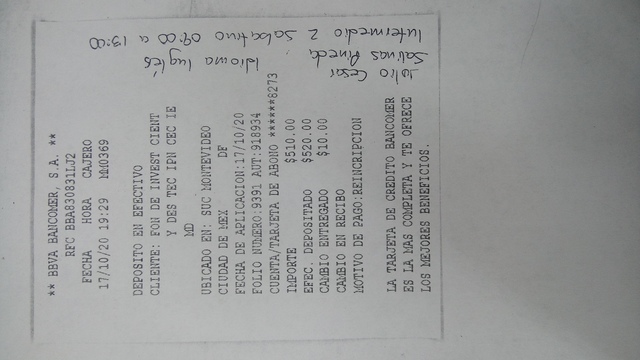 ** BBVA BANCOMER, S.A. **
RFC BBA830831LJ2
FECHA HORA CAJERO
17/10/20 19:29 MM0369
DEPOSITO EN EFECTIVO
CLIENTE: FON DE INVEST CIENT
Y DES TEC IPN CEC IE
MD
UBICADO EN: SUC MONTEVIDEO
CIUDAD DE MEX DF
FECHA DE APLICACION:17/10/20
FOLIO NUMERO:9391 AUT:918934
CUENTA/TARJETA DE ABONO ******8273
IMPORTE $510.00
EFEC. DEPOSITADO $520.00
CAMBIO ENTREGADO $10.00
CAMBIO EN RECIBO
MOTIVO DE PAGO:REINCRIPCION
LA TARJETA DE CREDITO BANCOMER
ES LA MAS COMPLETA Y TE OFRECE
LOS MEJORES BENEFICIOS.
Julio Cesar
Salinas Pineda Idioma Inglés
Intermedio 2 Sabatino 09:00 a 13:00